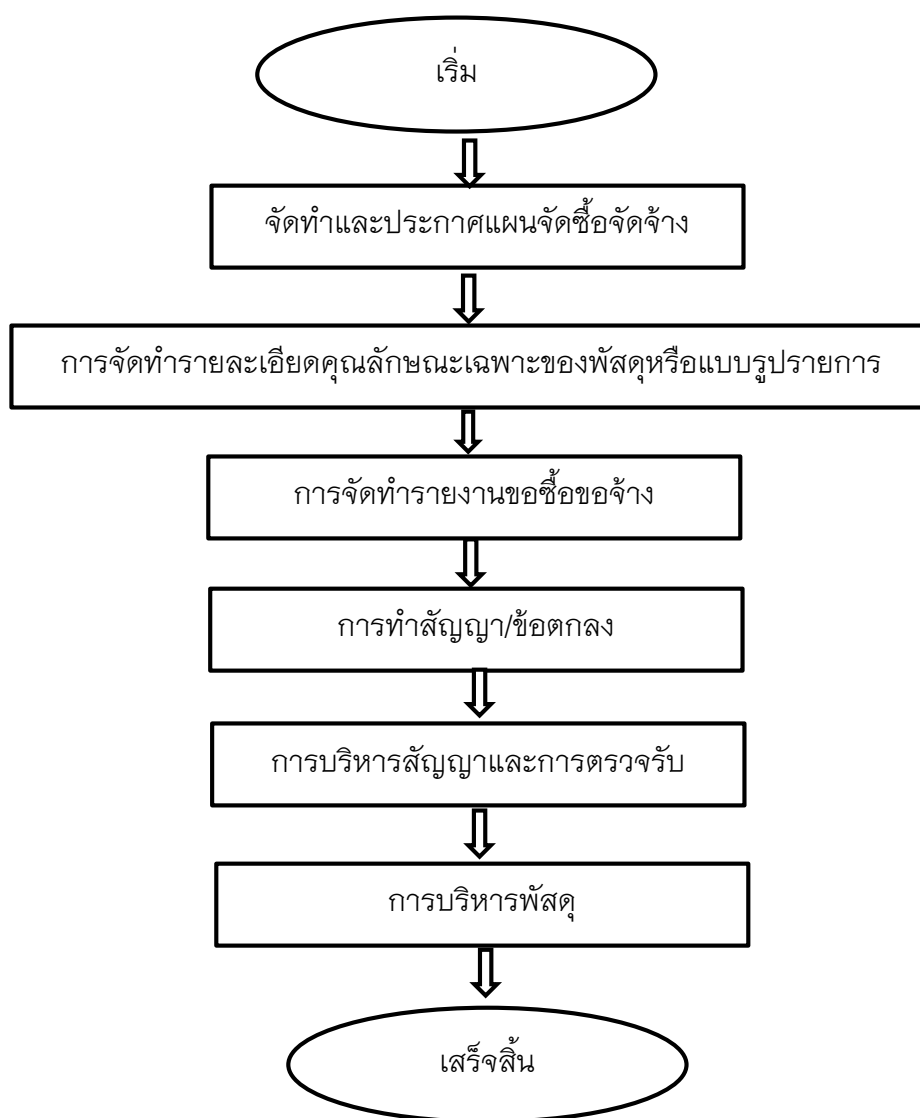 เริ่ม
จัดทำและประกาศแผนจัดซื้อจัดจ้าง
การจัดทำรายละเอียดคุณลักษณะเฉพาะของพัสดุหรือแบบรูปรายการ
การจัดทำรายงานขอซื้อขอจ้าง
การทำสัญญา/ข้อตกลง
การบริหารสัญญาและการตรวจรับ
การบริหารพัสดุ
เสร็จสิ้น